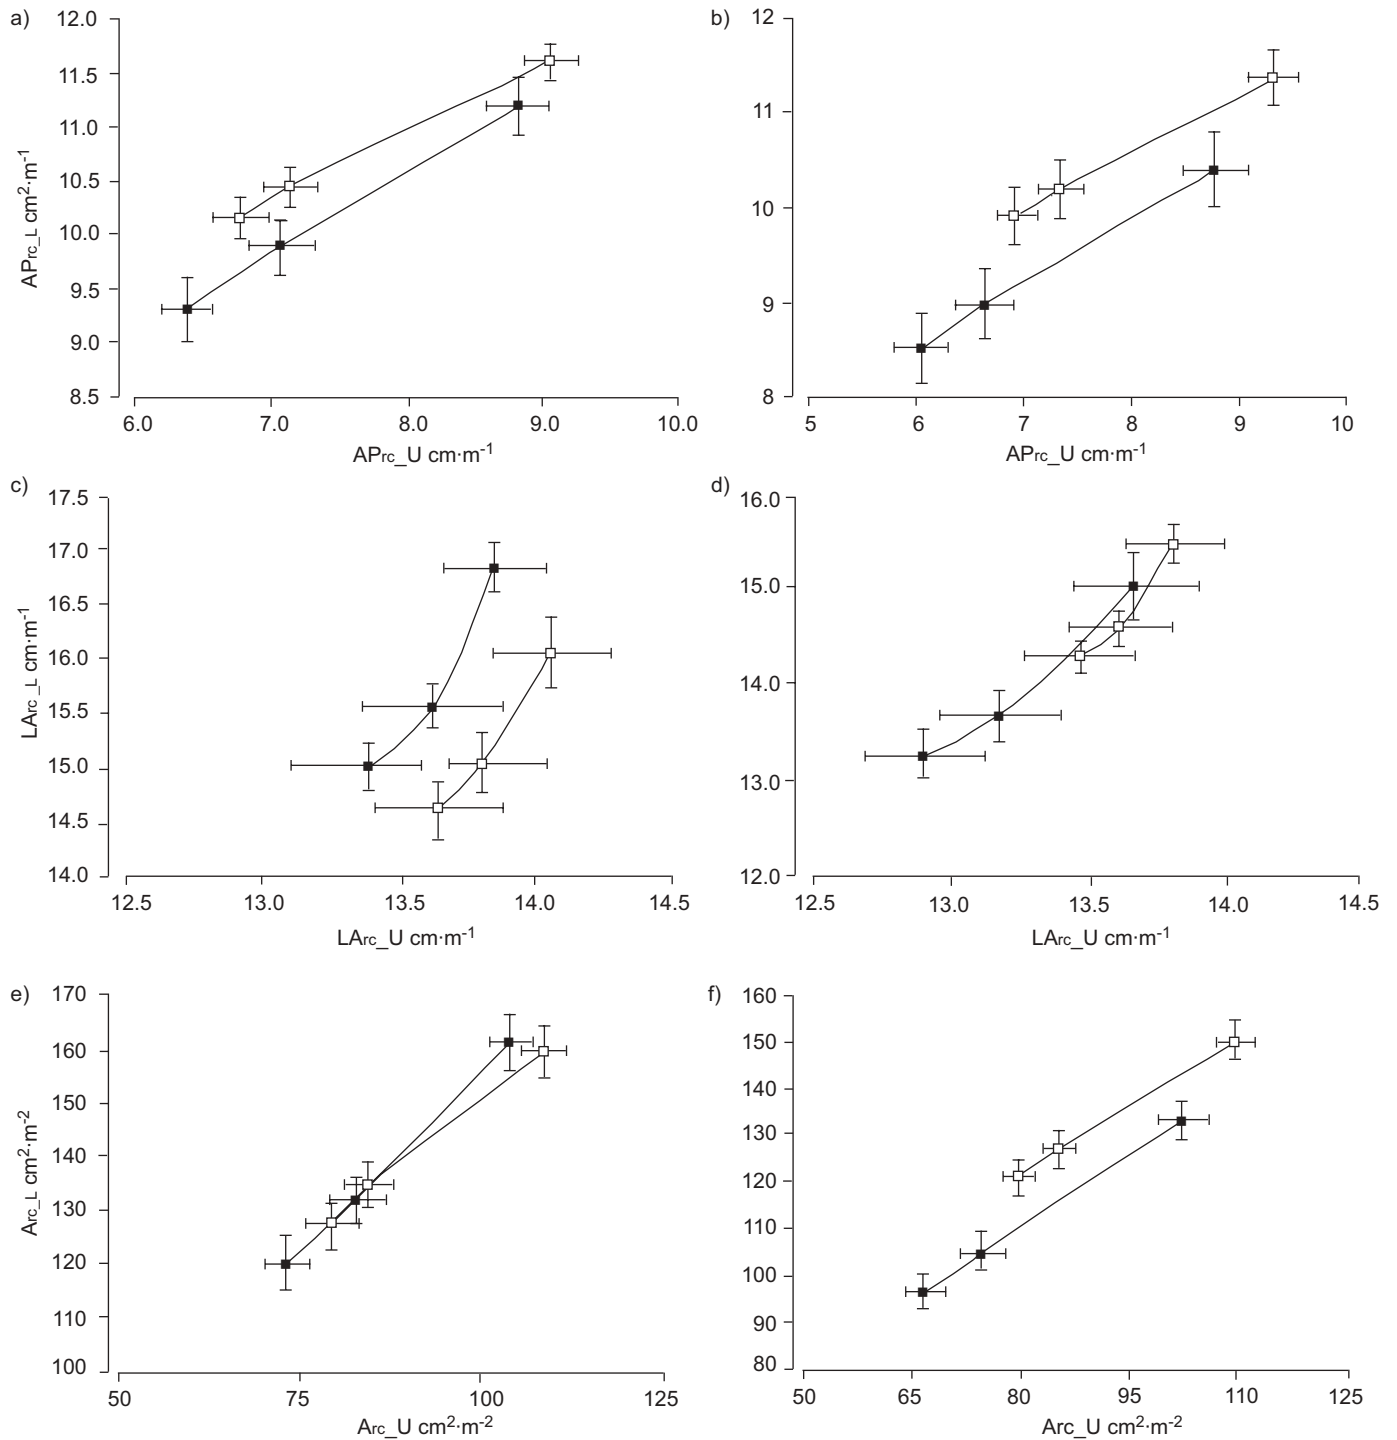 a)
12.0
11.5
11.0
10.5
10.0
9.5
9.0
8.5
APrc_L cm²·m⁻¹
6.0 7.0 8.0 9.0 10.0
APrc_U cm·m⁻¹
b)
12
11
10
9
8
5 6 7 8 9 10
APrc_U cm·m⁻¹
c)
17.5
17.0
16.5
16.0
15.5
15.0
14.5
14.0
LArc_L cm·m⁻¹
12.5 13.0 13.5 14.0 14.5
LArc_U cm·m⁻¹
d)
16.0
15.0
14.0
13.0
12.0
12.5 13.0 13.5 14.0 14.5
LArc_U cm·m⁻¹
e)
170
160
150
140
130
120
110
100
Arc_L cm²·m⁻²
50 75 100 125
Arc_U cm²·m⁻²
f)
160
150
140
130
120
110
100
90
80
50 65 80 95 110 125
Arc_U cm²·m⁻²